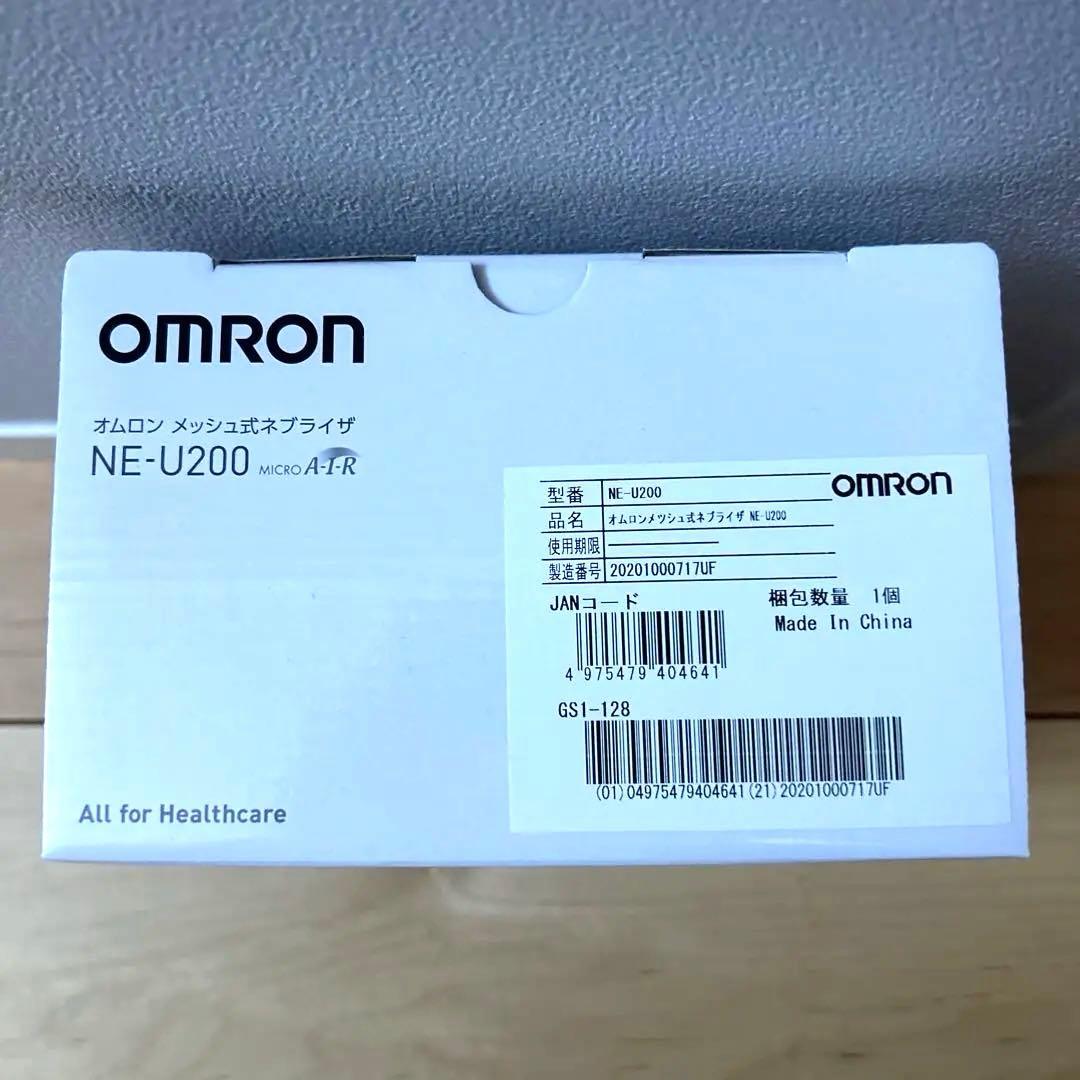 OMRON
オムロン メッシュ式ネブライザ
NE-U200 MICRO A-I-R
All for Healthcare
OMRON
型番 NE-U200
品名 オムロンメッシュ式ネブライザ NE-U200
使用期限 ―
製造番号 20201000717UF
JANコード
梱包数量 1個
Made In China
4 975479 404641
GS1-128
(01)04975479404641(21)20201000717UF